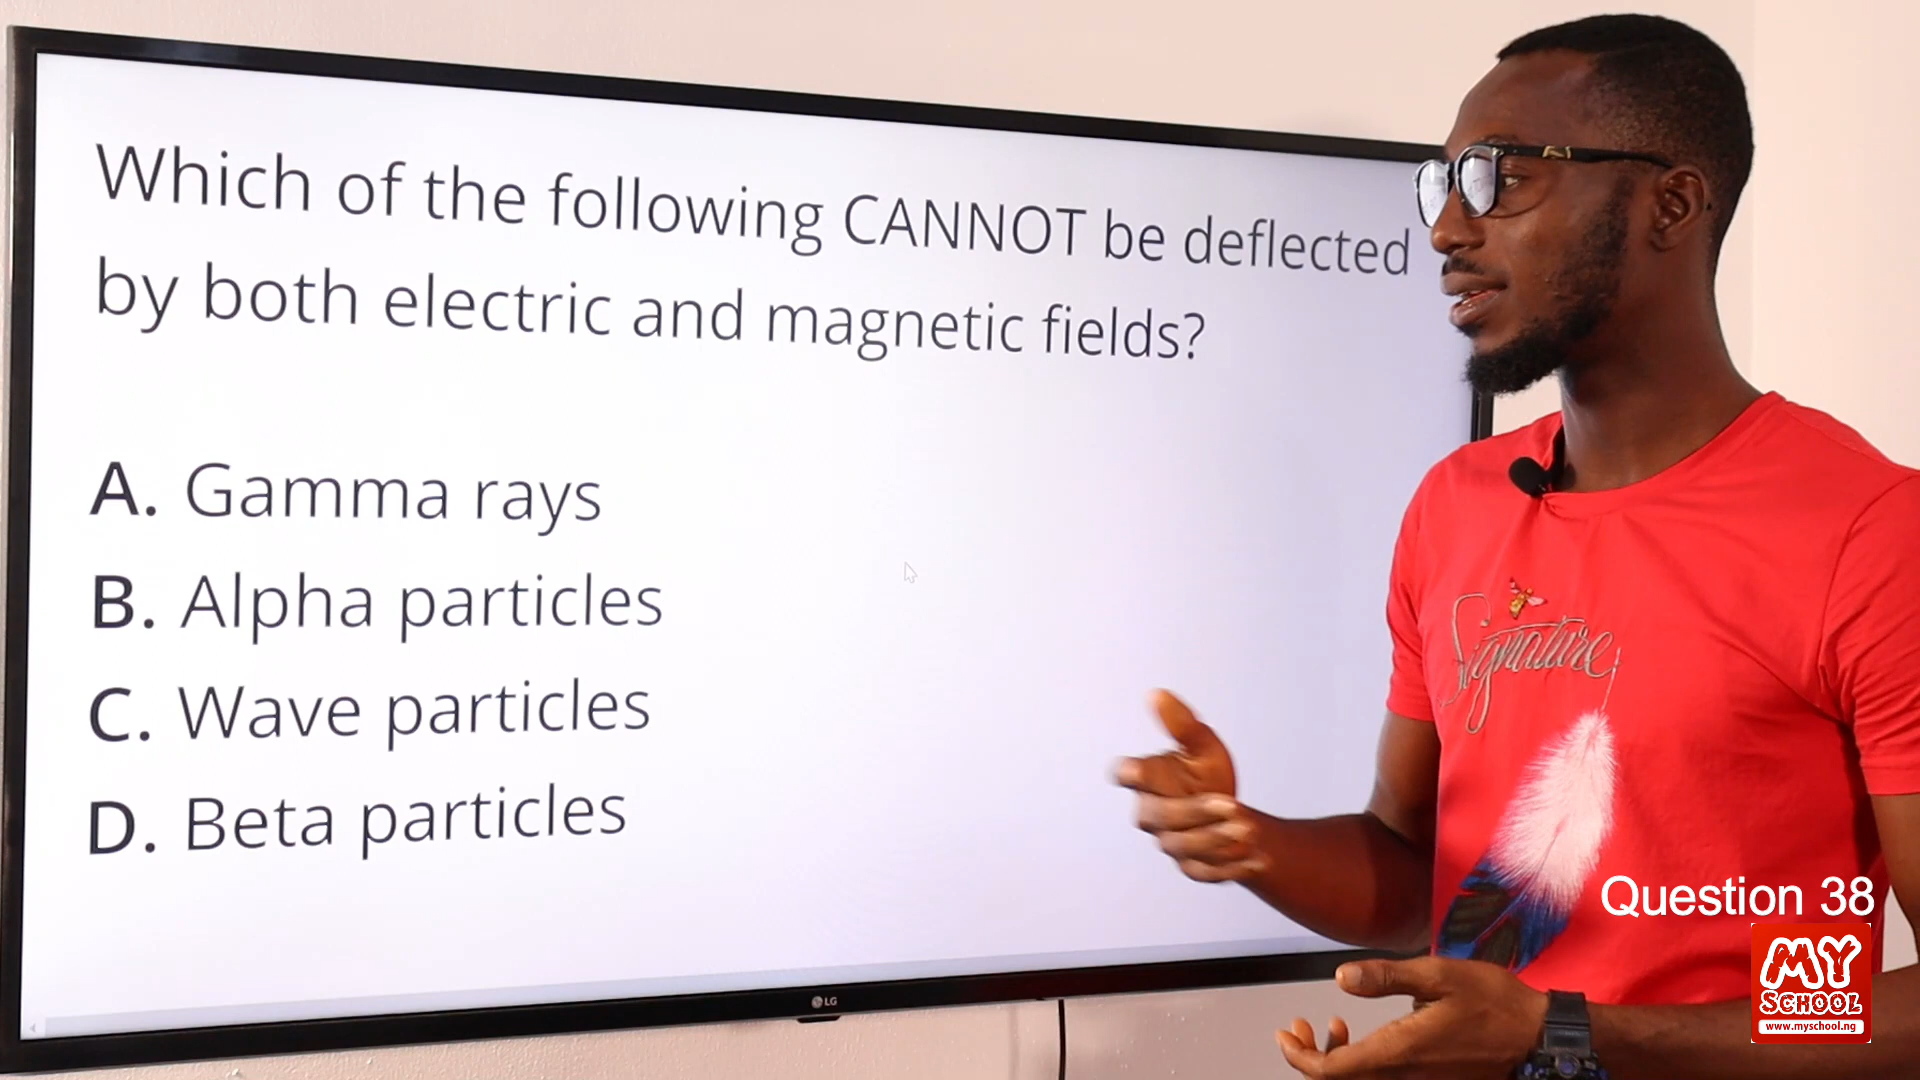 Which of the following CANNOT be deflected
by both electric and magnetic fields?
A. Gamma rays
B. Alpha particles
C. Wave particles
D. Beta particles
LG
Signature
Question 38
MY
SCHOOL
www.myschool.ng